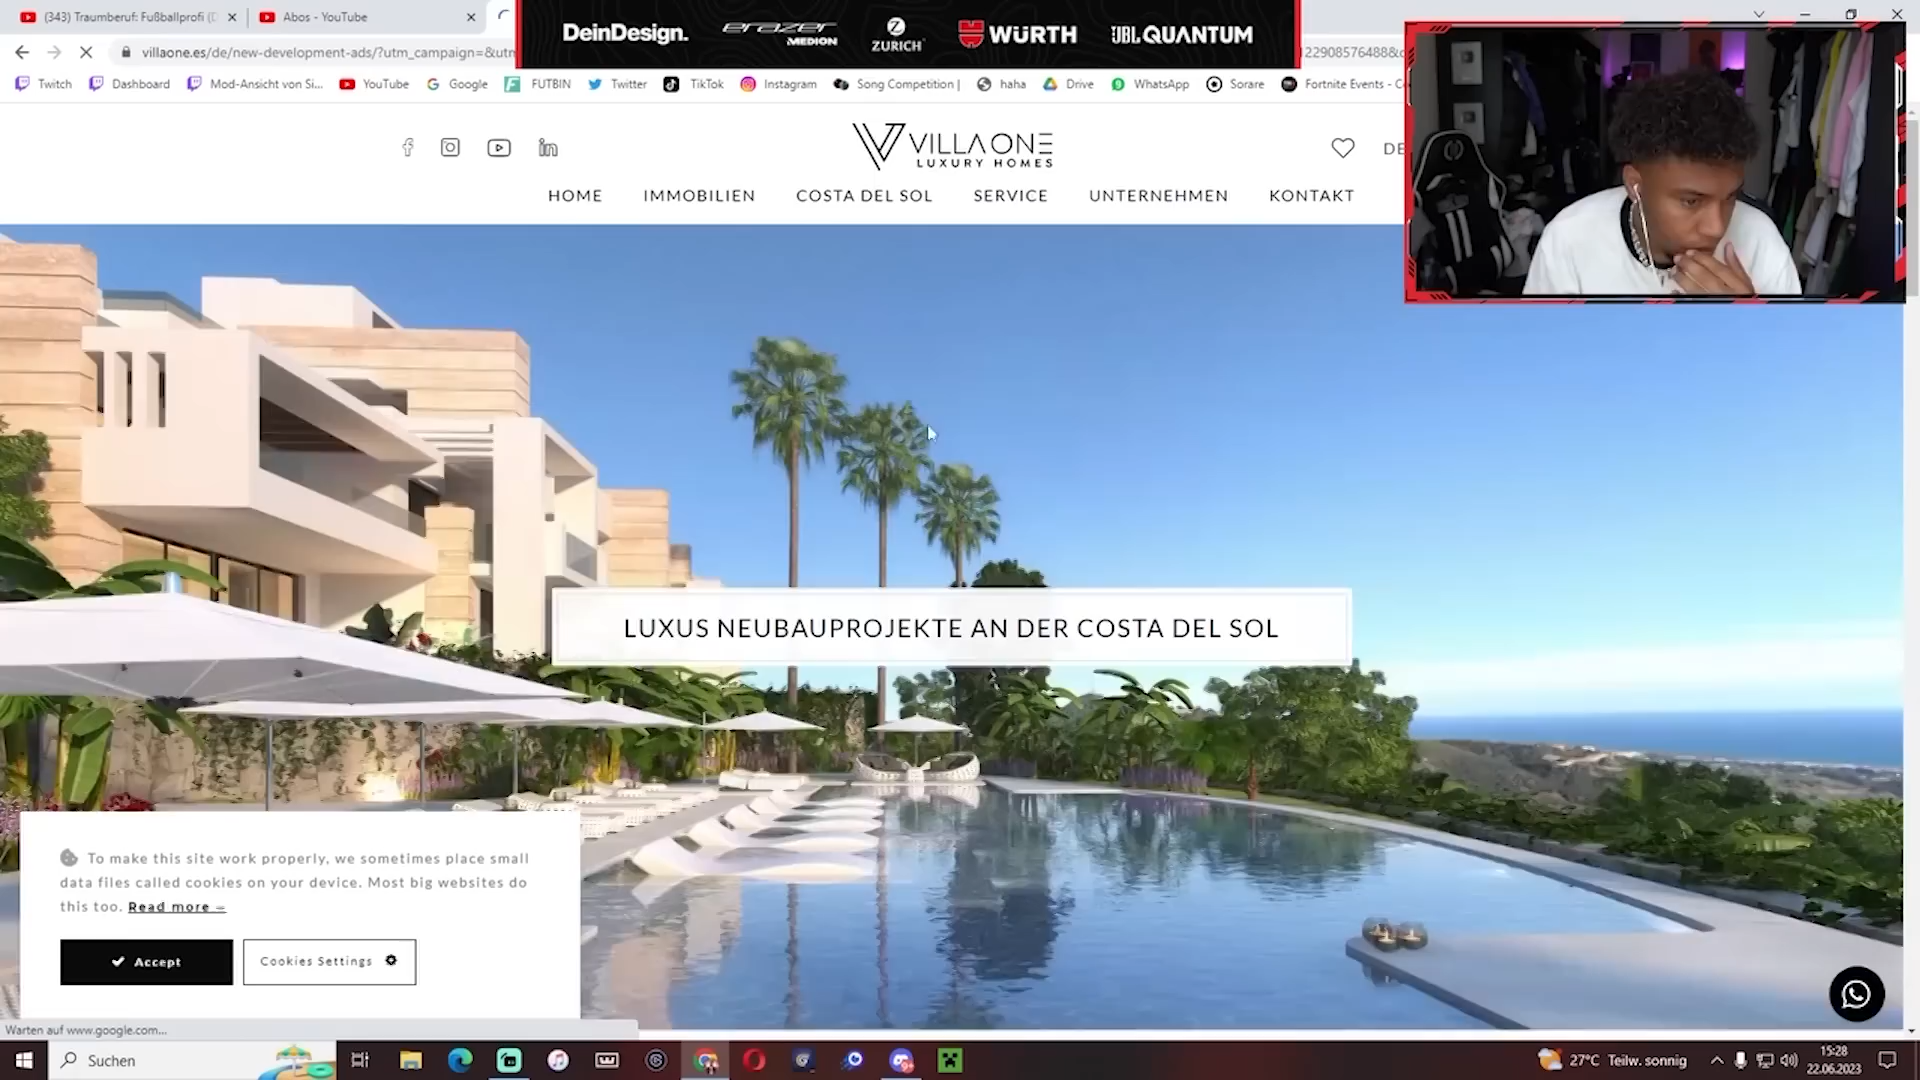 (343) Traumberuf: Fußballprofi (D
Abos - YouTube
DeinDesign.
erazer
MEDION
Z
ZURICH
WÜRTH
JBL QUANTUM
villaone.es/de/new-development-ads/?utm_campaign=&utm
1229085764888&
Twitch
Dashboard
Mod-Ansicht von Si...
YouTube
Google
FUTBIN
Twitter
TikTok
Instagram
Song Competition |
haha
Drive
WhatsApp
Sorare
Fortnite Events - C
VILLA ONE
LUXURY HOMES
DE
HOME
IMMOBILIEN
COSTA DEL SOL
SERVICE
UNTERNEHMEN
KONTAKT
LUXUS NEUBAUPROJEKTE AN DER COSTA DEL SOL
To make this site work properly, we sometimes place small
data files called cookies on your device. Most big websites do
this too. Read more →
Accept
Cookies Settings
Warten auf www.google.com...
Suchen
27°C Teilw. sonnig
15:28
22.06.2023